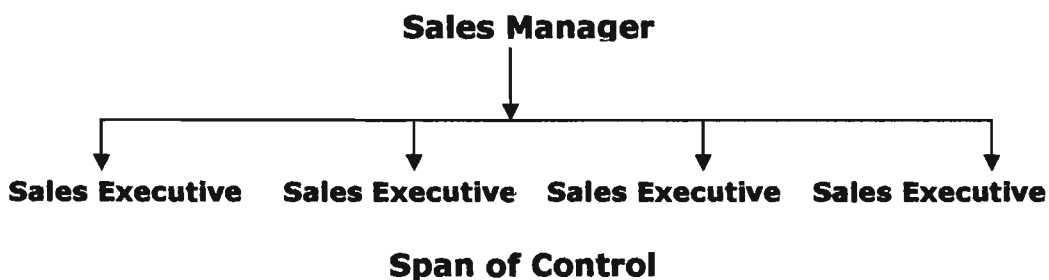 Sales Manager
Sales Executive Sales Executive Sales Executive Sales Executive
Span of Control